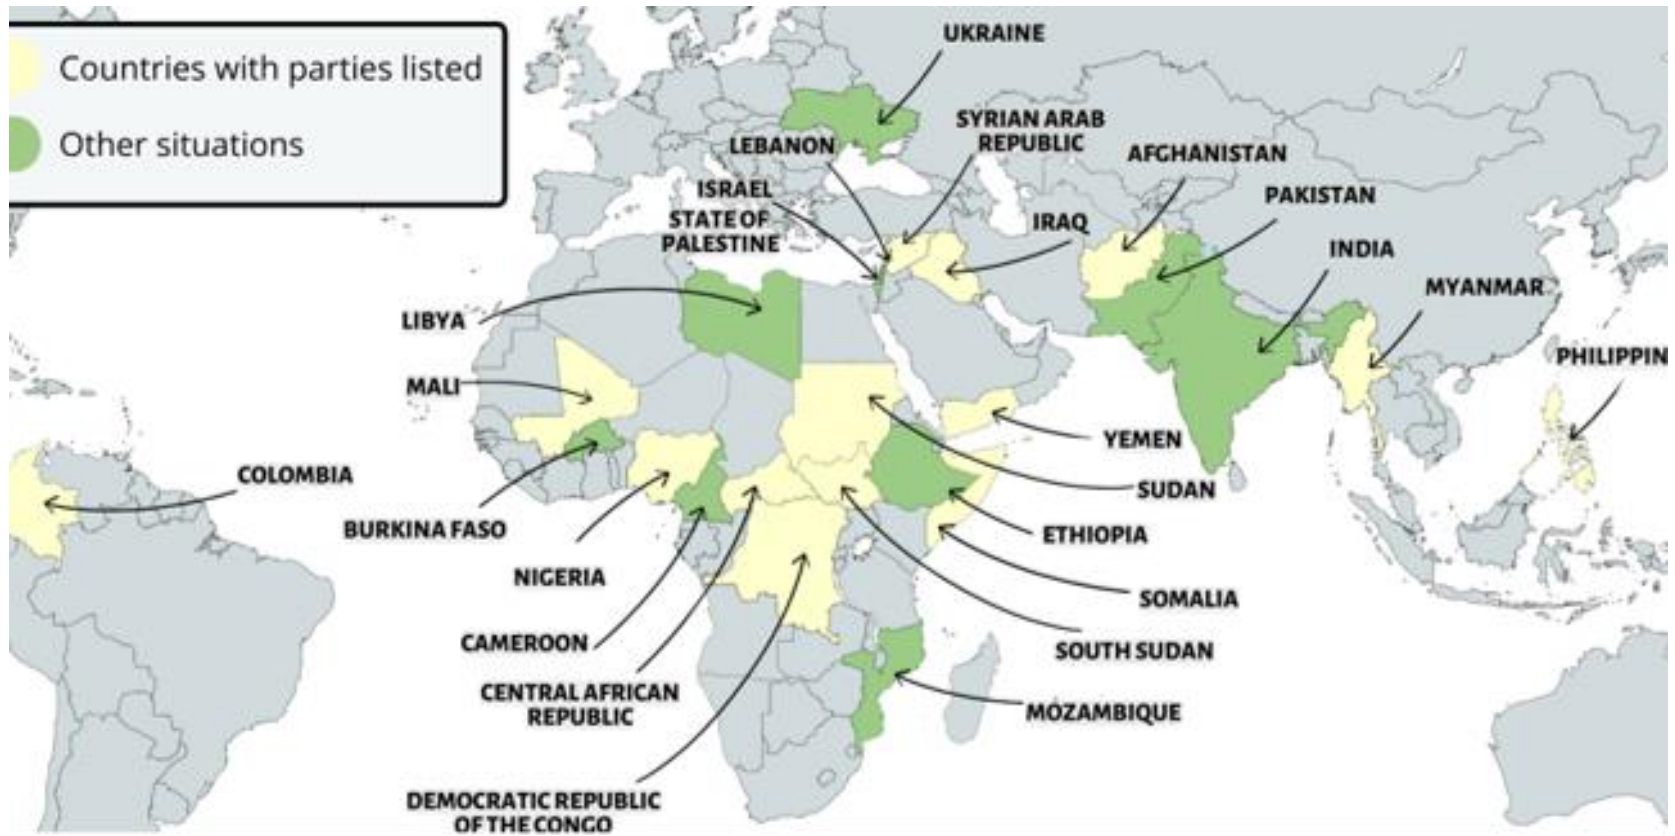 Countries with parties listed
Other situations
UKRAINE
SYRIAN ARAB
REPUBLIC
LEBANON
AFGHANISTAN
ISRAEL
STATE OF
PALESTINE
IRAQ
PAKISTAN
INDIA
MYANMAR
LIBYA
PHILIPPIN
MALI
YEMEN
COLOMBIA
SUDAN
BURKINA FASO
ETHIOPIA
NIGERIA
SOMALIA
CAMEROON
SOUTH SUDAN
CENTRAL AFRICAN
REPUBLIC
MOZAMBIQUE
DEMOCRATIC REPUBLIC
OF THE CONGO